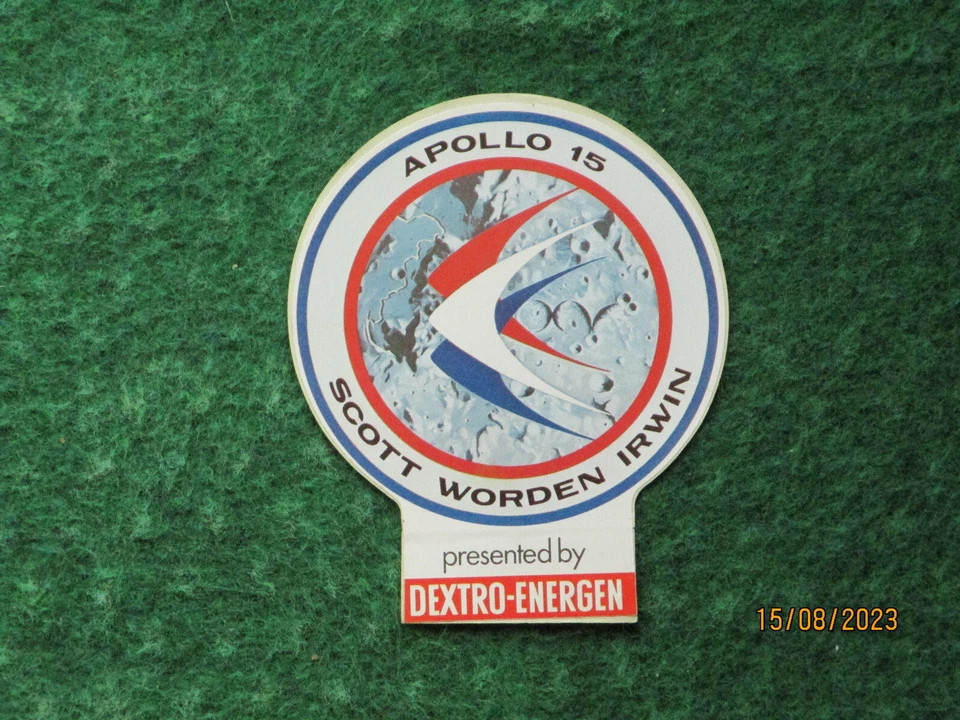 APOLLO 15
SCOTT WORDEN IRWIN
presented by
DEXTRO-ENERGEN
15/08/2023